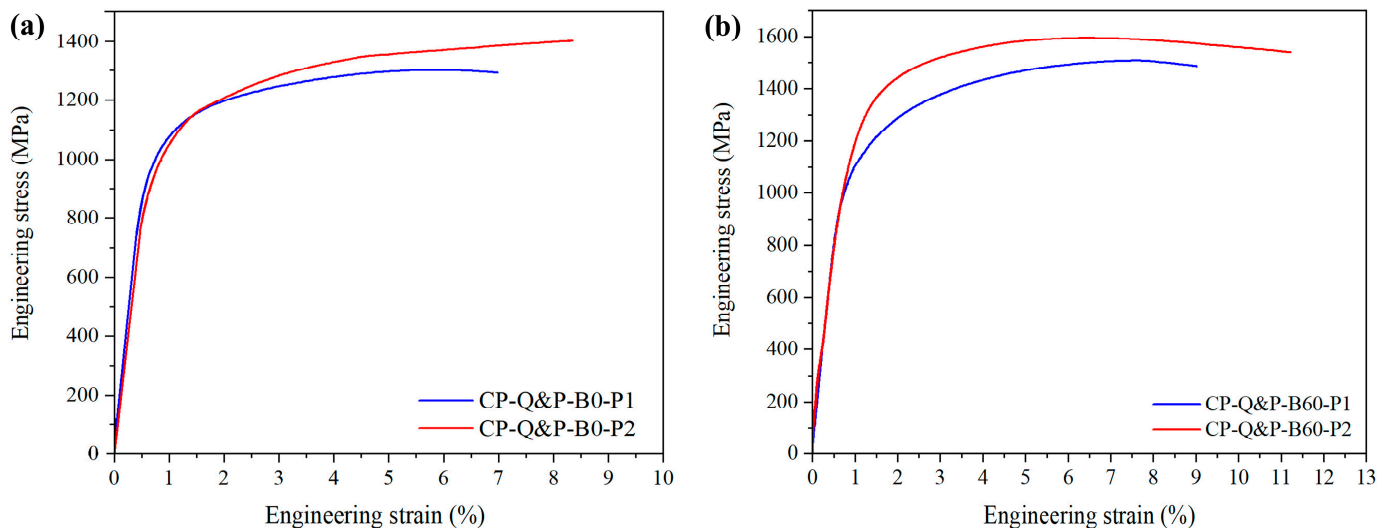 (a)
Engineering stress (MPa)
1400
1200
1000
800
600
400
200
0
CP-Q&P-B0-P1
CP-Q&P-B0-P2
0 1 2 3 4 5 6 7 8 9 10
Engineering strain (%)
(b)
Engineering stress (MPa)
1600
1400
1200
1000
800
600
400
200
0
CP-Q&P-B60-P1
CP-Q&P-B60-P2
0 1 2 3 4 5 6 7 8 9 10 11 12 13
Engineering strain (%)